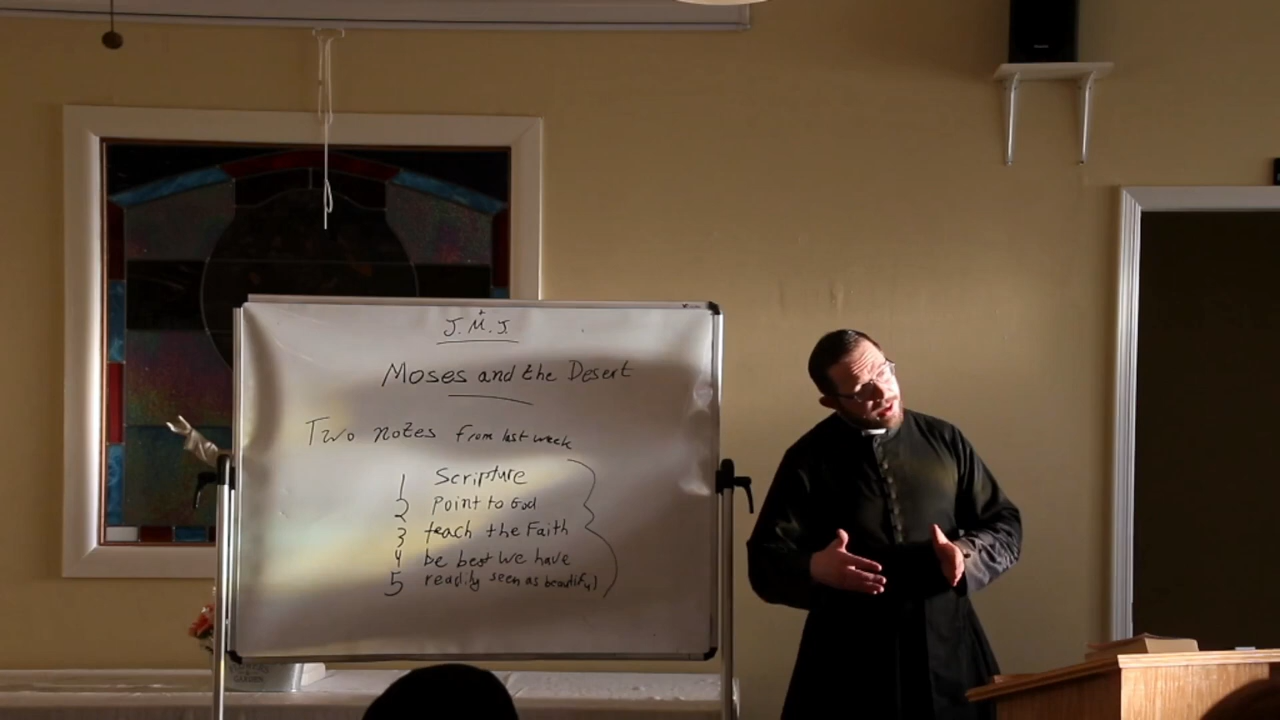 J. M. J.
Moses and the Desert
Two notes from last week
1 Scripture
2 Point to God
3 teach the Faith
4 be best we have
5 readily seen as beautiful